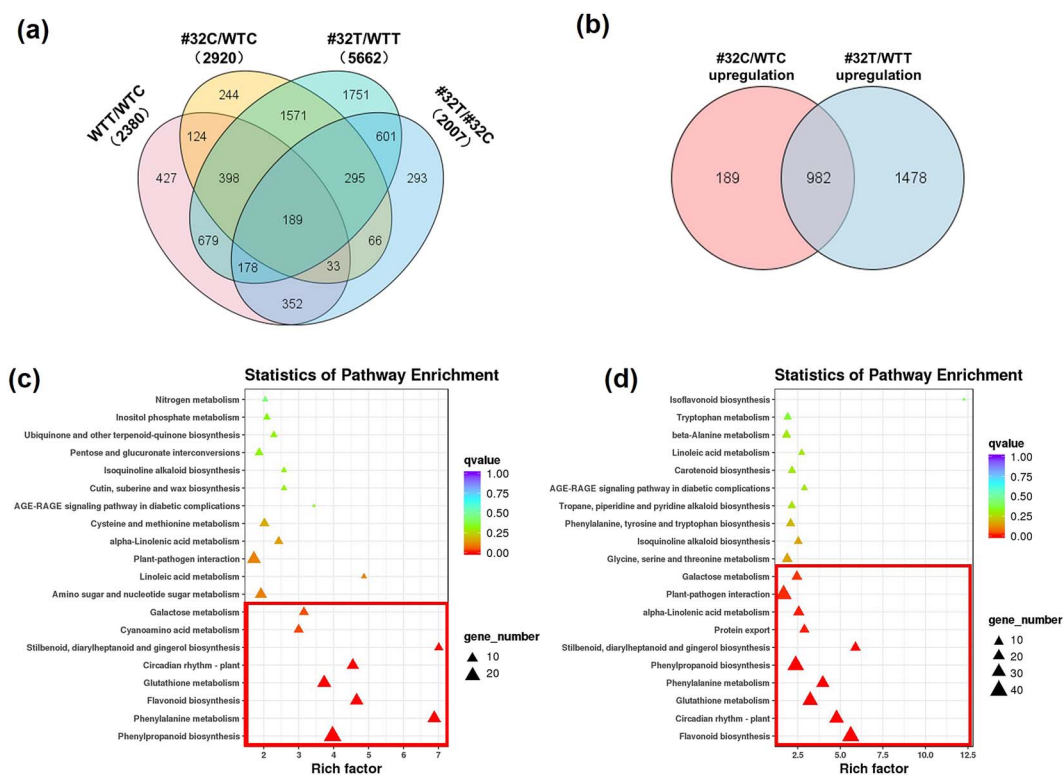 (a)
#32C/WTC
(2920)
#32T/WTT
(5662)
WTT/WTC
(2380)
#32T/#32C
(2007)
244
1751
124
1571
601
427
398
295
293
189
679
66
178
33
352
(b)
#32C/WTC
upregulation
#32T/WTT
upregulation
189
982
1478
(c)
Statistics of Pathway Enrichment
Nitrogen metabolism
Inositol phosphate metabolism
Ubiquinone and other terpenoid-quinone biosynthesis
Pentose and glucuronate interconversions
Isoquinoline alkaloid biosynthesis
Cutin, suberine and wax biosynthesis
AGE-RAGE signaling pathway in diabetic complications
Cysteine and methionine metabolism
alpha-Linolenic acid metabolism
Plant-pathogen interaction
Linoleic acid metabolism
Amino sugar and nucleotide sugar metabolism
Galactose metabolism
Cyanoamino acid metabolism
Stilbenoid, diarylheptanoid and gingerol biosynthesis
Circadian rhythm - plant
Glutathione metabolism
Flavonoid biosynthesis
Phenylalanine metabolism
Phenylpropanoid biosynthesis
2 3 4 5 6 7
Rich factor
qvalue
1.00
0.75
0.50
0.25
0.00
gene_number
10
20
(d)
Statistics of Pathway Enrichment
Isoflavonoid biosynthesis
Tryptophan metabolism
beta-Alanine metabolism
Linoleic acid metabolism
Carotenoid biosynthesis
AGE-RAGE signaling pathway in diabetic complications
Tropane, piperidine and pyridine alkaloid biosynthesis
Phenylalanine, tyrosine and tryptophan biosynthesis
Isoquinoline alkaloid biosynthesis
Glycine, serine and threonine metabolism
Galactose metabolism
Plant-pathogen interaction
alpha-Linolenic acid metabolism
Protein export
Stilbenoid, diarylheptanoid and gingerol biosynthesis
Phenylpropanoid biosynthesis
Phenylalanine metabolism
Glutathione metabolism
Circadian rhythm - plant
Flavonoid biosynthesis
2.5 5.0 7.5 10.0 12.5
Rich factor
qvalue
1.00
0.75
0.50
0.25
0.00
gene_number
10
20
30
40